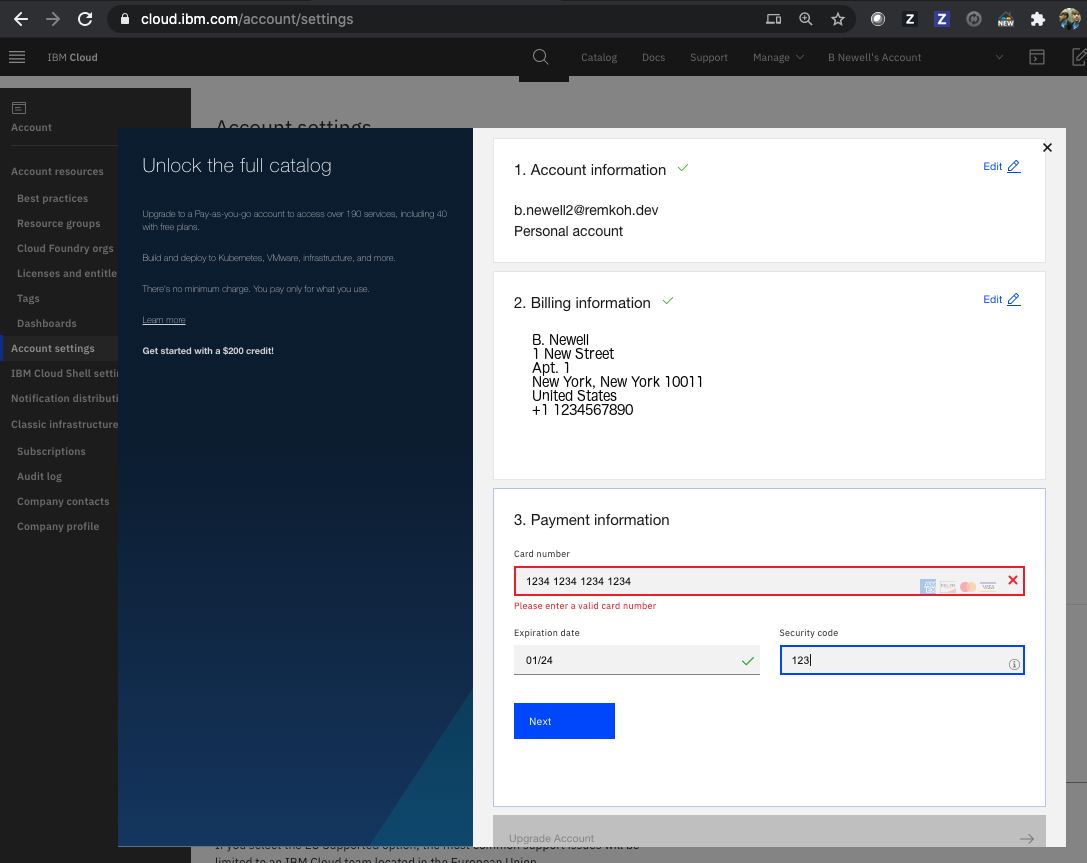 cloud.ibm.com/account/settings
Z
Z
NEW
IBM Cloud
Catalog
Docs
Support
Manage
B Newell's Account
Account
Account resources
Best practices
Resource groups
Cloud Foundry orgs
Licenses and entitle
Tags
Dashboards
Account settings
IBM Cloud Shell settin
Notification distributi
Classic infrastructure
Subscriptions
Audit log
Company contacts
Company profile
Account settings
Unlock the full catalog
Upgrade to a Pay-as-you-go account to access over 190 services, including 40
with free plans.
Build and deploy to Kubernetes, VMware, infrastructure, and more.
There's no minimum charge. You pay only for what you use.
Learn more
Get started with a $200 credit!
1. Account information
Edit
b.newell2@remkoh.dev
Personal account
2. Billing information
Edit
B. Newell
1 New Street
Apt. 1
New York, New York 10011
United States
+1 1234567890
3. Payment information
Card number
1234 1234 1234 1234
VISA
Please enter a valid card number
Expiration date
Security code
01/24
123
Next
Upgrade Account
If you select the EU Supported option, the most common support issues will be
limited to an IBM Cloud team located in the European Union